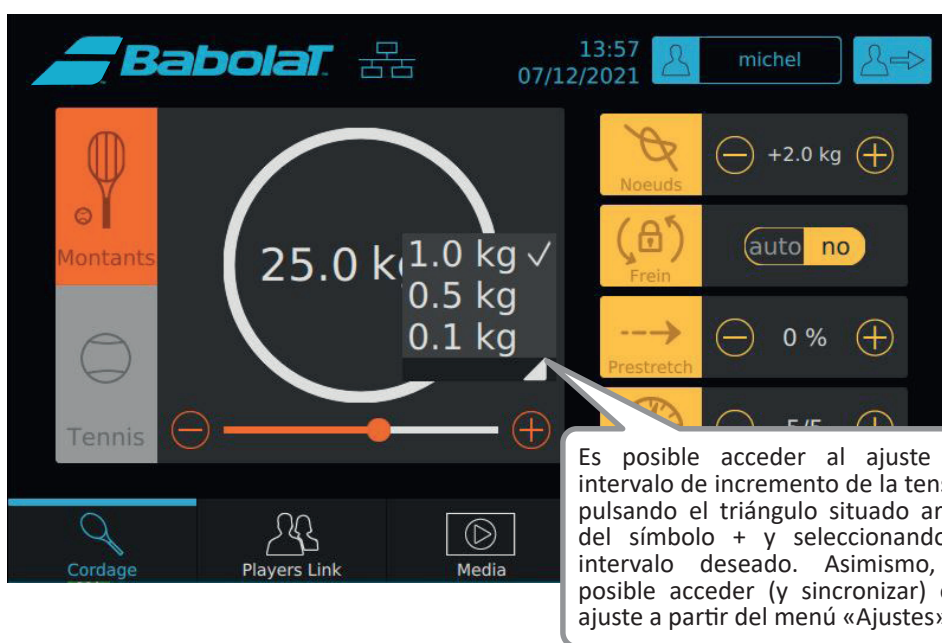 BabolaT
13:57
07/12/2021
michel
Montants
Tennis
25.0 k
1.0 kg ✓
0.5 kg
0.1 kg
Noeuds
+2.0 kg
Frein
auto no
Prestretch
0 %
5/5
Cordage
Players Link
Media
Es posible acceder al ajuste
intervalo de incremento de la
pulsando el triángulo situado
del símbolo + y seleccionando
intervalo deseado. Asimismo,
posible acceder (y sincronizar)
ajuste a partir del menú «Ajustes»